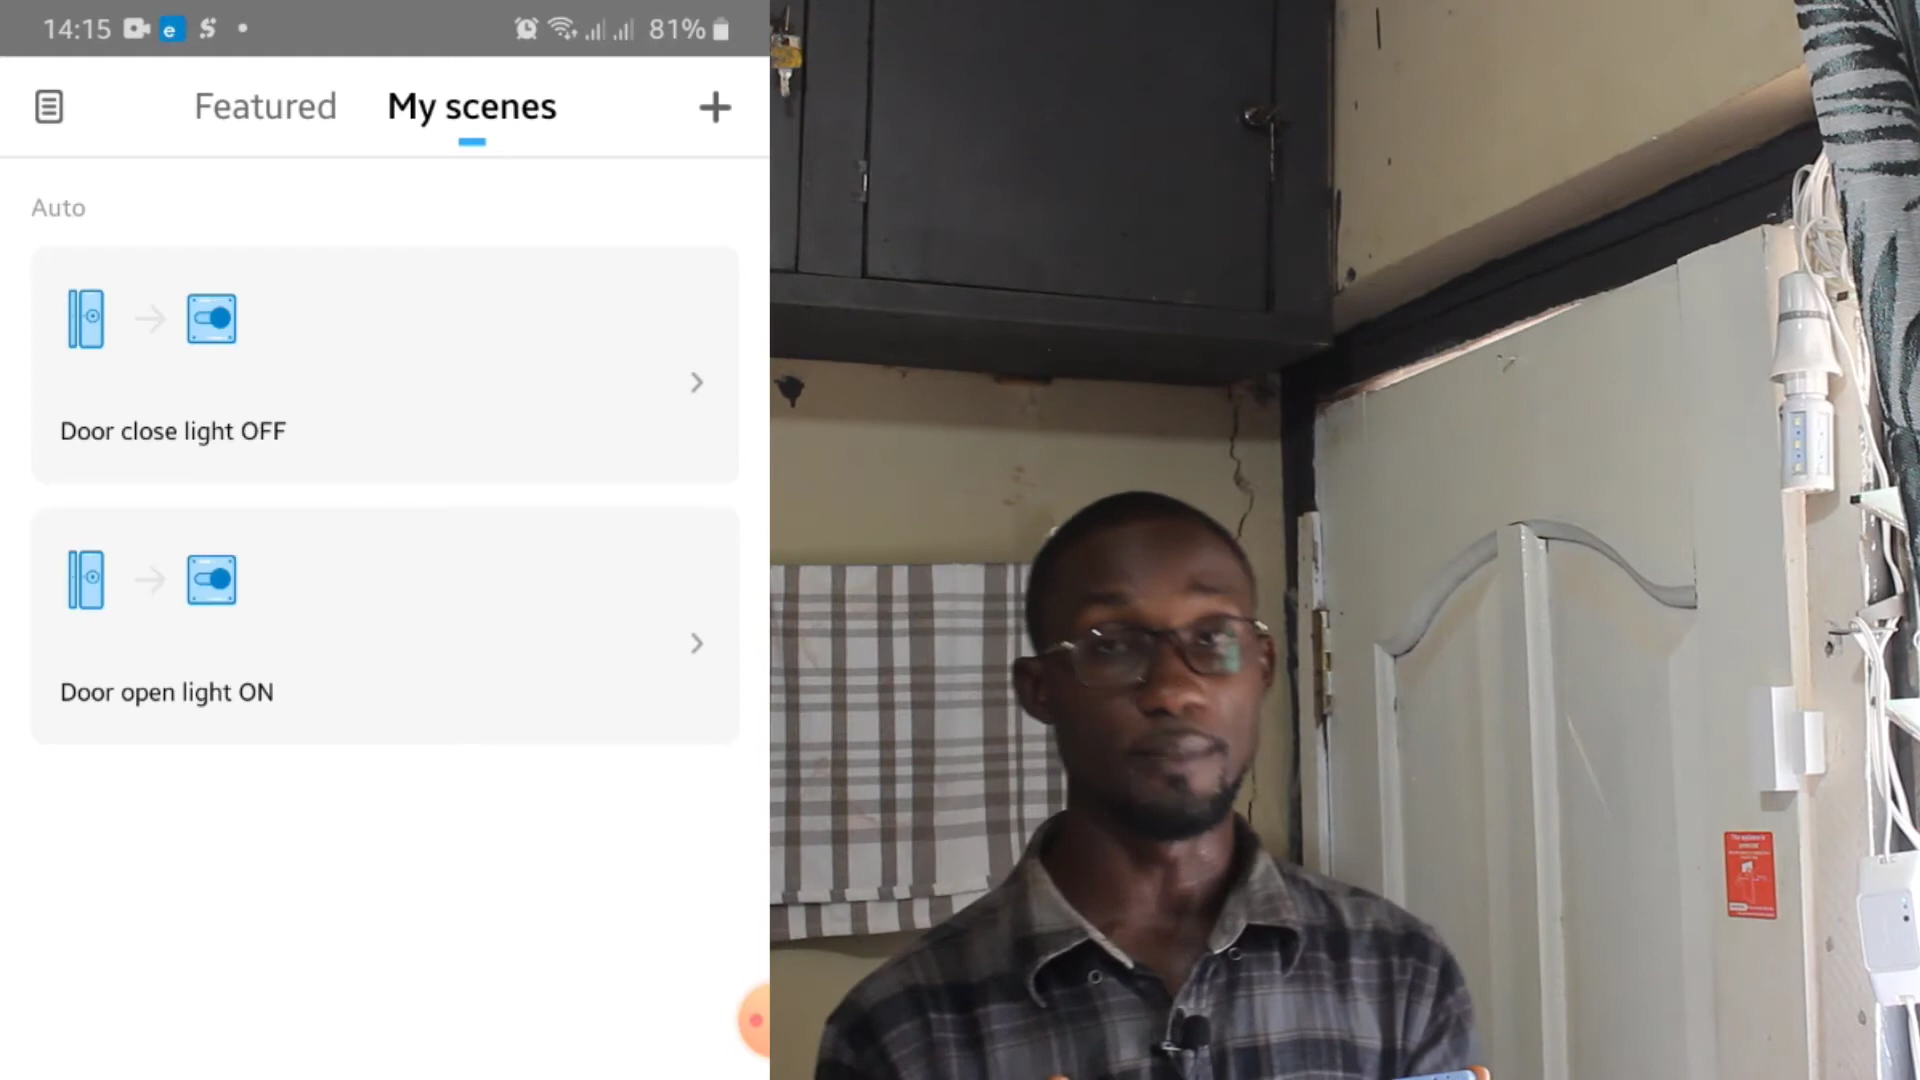 14:15 81%
Featured My scenes
Auto
Door close light OFF
Door open light ON